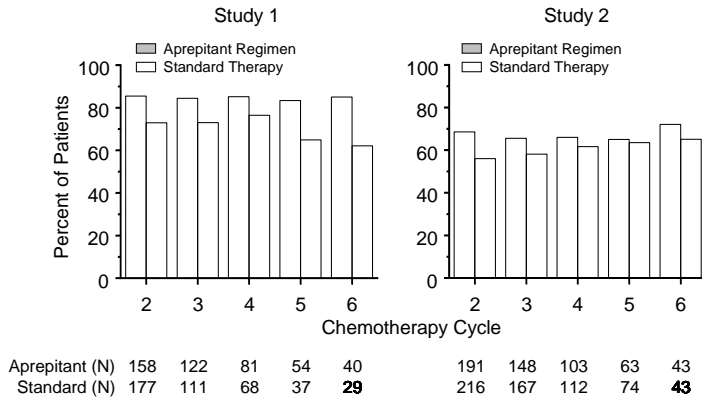 Study 1
Study 2
Aprepitant Regimen
Standard Therapy
Aprepitant Regimen
Standard Therapy
Percent of Patients
100
80
60
40
20
0
100
80
60
40
20
0
2 3 4 5 6
2 3 4 5 6
Chemotherapy Cycle
Aprepitant (N) 158 122 81 54 40 191 148 103 63 43
Standard (N) 177 111 68 37 29 216 167 112 74 43